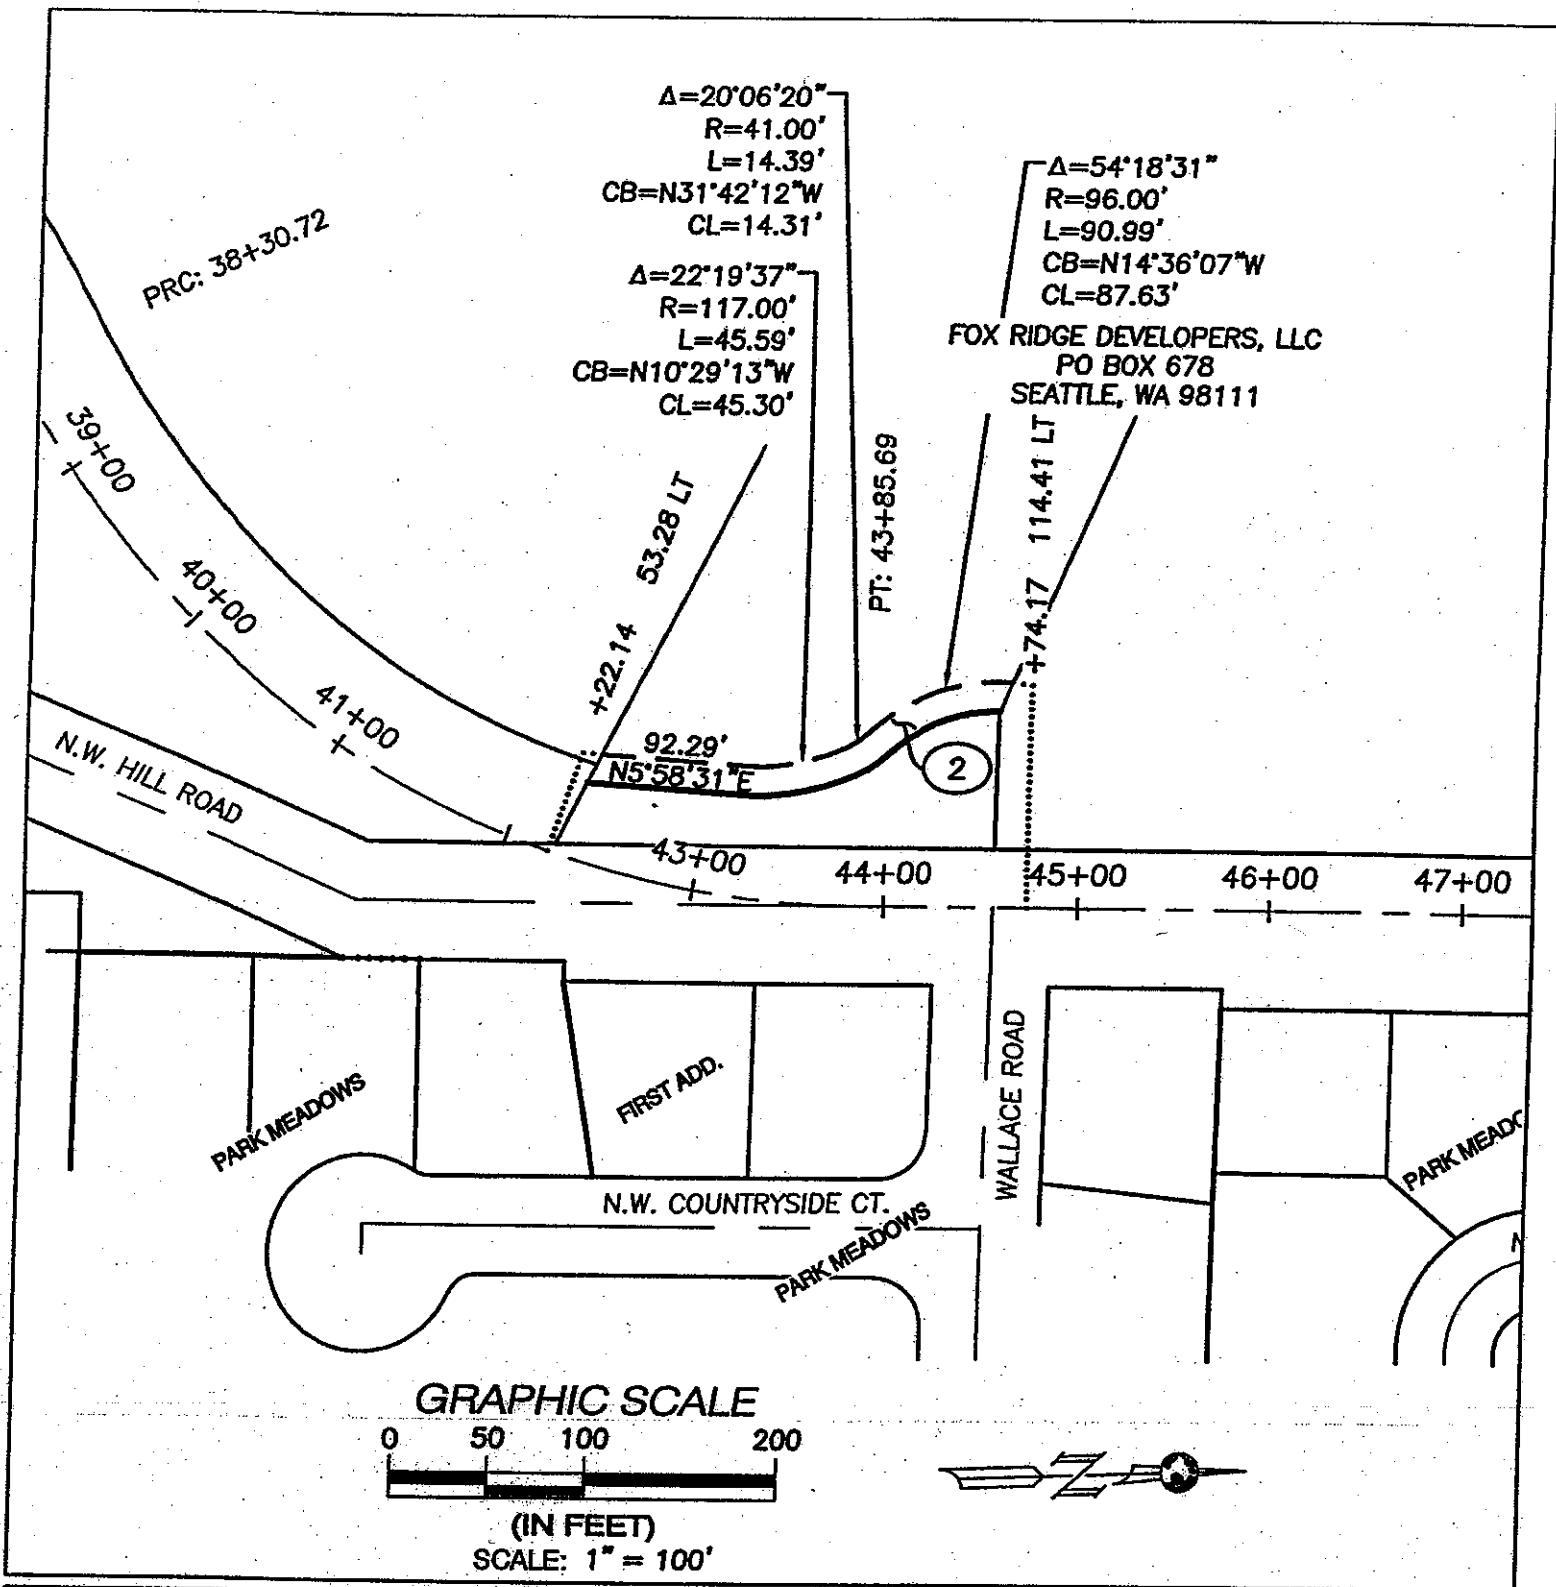 Δ=20°06'20"
R=41.00'
L=14.39'
CB=N31°42'12"W
CL=14.31'
Δ=22°19'37"
R=117.00'
L=45.59'
CB=N10°29'13"W
CL=45.30'
Δ=54°18'31"
R=96.00'
L=90.99'
CB=N14°36'07"W
CL=87.63'
FOX RIDGE DEVELOPERS, LLC
PO BOX 678
SEATTLE, WA 98111
PRC: 38+30.72
39+00
40+00
41+00
+22.14 53.28 LT
PT: 43+85.69
+74.17 114.41 LT
92.29'
N5°58'31"E
2
N.W. HILL ROAD
43+00
44+00
45+00
46+00
47+00
PARK MEADOWS
FIRST ADD.
WALLACE ROAD
PARK MEADO
N.W. COUNTRYSIDE CT.
PARK MEADOWS
N
GRAPHIC SCALE
0 50 100 200
(IN FEET)
SCALE: 1" = 100'
N